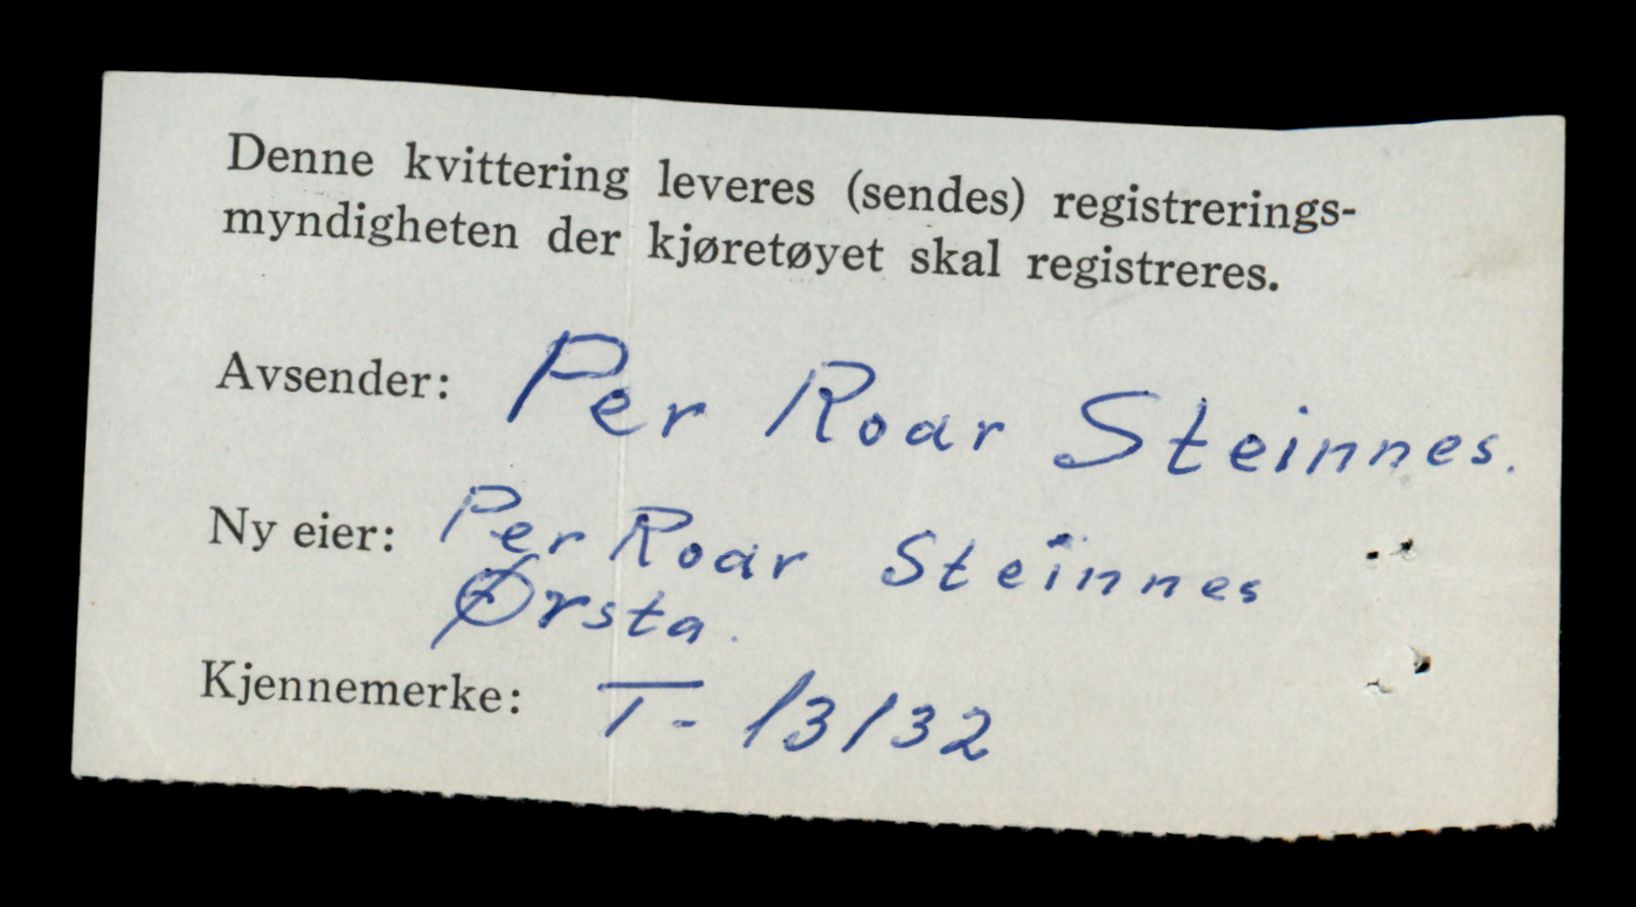 Denne kvittering leveres (sendes) registrerings-
myndigheten der kjøretøyet skal registreres.
Avsender: Per Roar Steinnes.
Ny eier: Per Roar Steinnes
Ørsta.
Kjennemerke: T- 13132